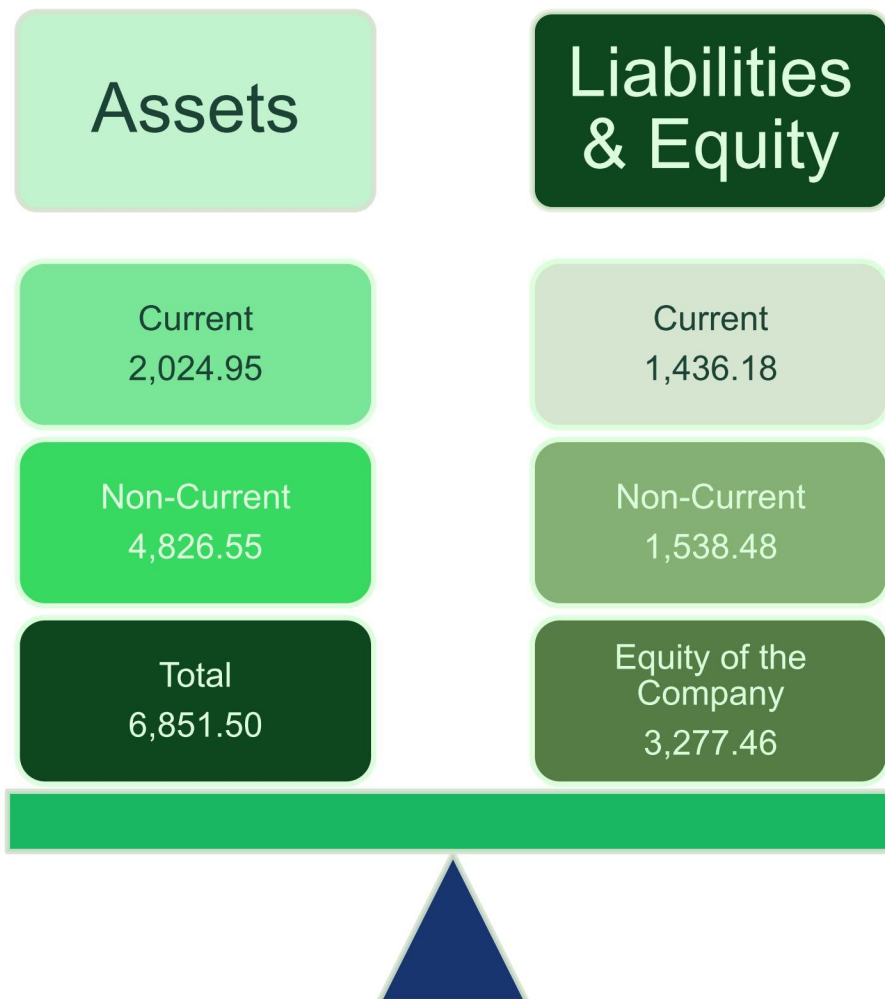 Assets
Current
2,024.95
Non-Current
4,826.55
Total
6,851.50
Liabilities
& Equity
Current
1,436.18
Non-Current
1,538.48
Equity of the
Company
3,277.46